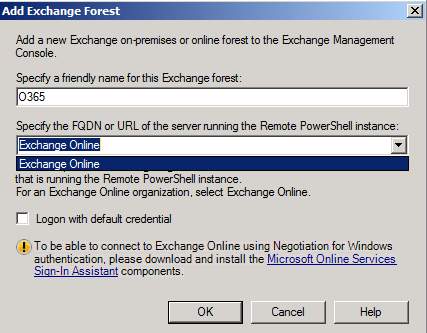 Add Exchange Forest
Add a new Exchange on-premises or online forest to the Exchange Management
Console.
Specify a friendly name for this Exchange forest:
O365
Specify the FQDN or URL of the server running the Remote PowerShell instance:
Exchange Online
Exchange Online
that is running the Remote PowerShell instance.
For an Exchange Online organization, select Exchange Online.
Logon with default credential
To be able to connect to Exchange Online using Negotiation for Windows
authentication, please download and install the Microsoft Online Services
Sign-In Assistant components.
OK Cancel Help